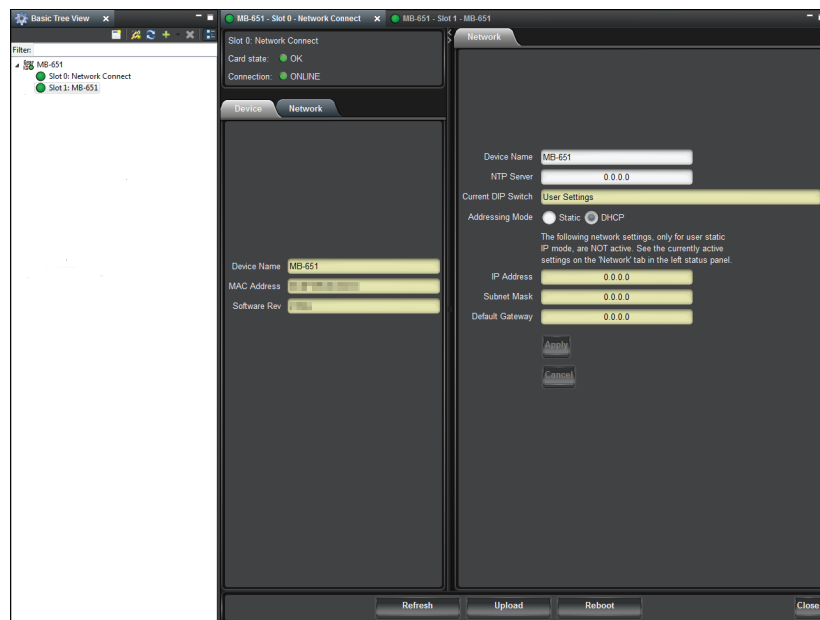 Basic Tree View
Filter:
MB-651
Slot 0: Network Connect
Slot 1: MB-651
MB-651 - Slot 0 - Network Connect
MB-651 - Slot 1 - MB-651
Slot 0: Network Connect
Card state: OK
Connection: ONLINE
Device Network
Device Name MB-651
MAC Address
Software Rev
Network
Device Name MB-651
NTP Server 0.0.0.0
Current DIP Switch User Settings
Addressing Mode Static DHCP
The following network settings, only for user static
IP mode, are NOT active. See the currently active
settings on the 'Network' tab in the left status panel.
IP Address 0.0.0.0
Subnet Mask 0.0.0.0
Default Gateway 0.0.0.0
Apply
Cancel
Refresh Upload Reboot Close